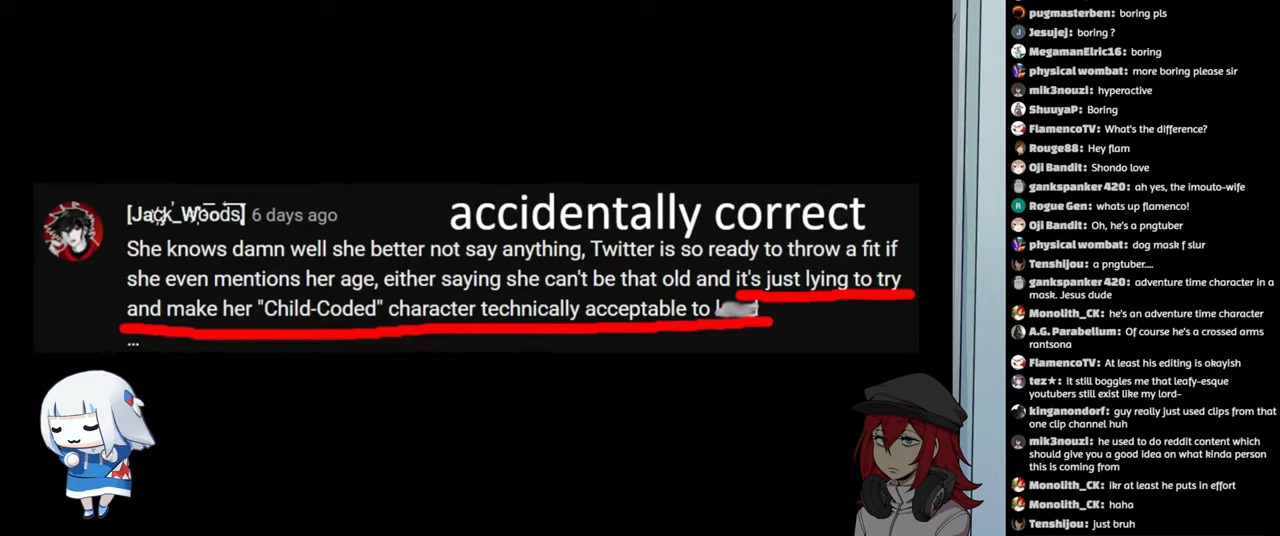 [Jack_Woods] 6 days ago
accidentally correct
She knows damn well she better not say anything, Twitter is so ready to throw a fit if
she even mentions her age, either saying she can't be that old and it's just lying to try
and make her "Child-Coded" character technically acceptable to
...
pugmasterben: boring pls
Jesujej: boring ?
MegamanElric16: boring
physical wombat: more boring please sir
mik3nouzi: hyperactive
ShuuyaP: Boring
FlamencoTV: What's the difference?
Rouge88: Hey flam
Oji Bandit: Shondo love
gankspanker 420: ah yes, the imouto-wife
Rogue Gen: whats up flamenco!
Oji Bandit: Oh, he's a pngtuber
physical wombat: dog mask f slur
Tenshijou: a pngtuber....
gankspanker 420: adventure time character in
a mask. Jesus dude
Monolith_CK: he's an adventure time character
A.G. Parabellum: Of course he's a crossed arms
rantsona
FlamencoTV: At least his editing is okayish
tez★: it still boggles me that leafy-esque
youtubers still exist like my lord-
kinganondorf: guy really just used clips from that
one clip channel huh
mik3nouzi: he used to do reddit content which
should give you a good idea on what kinda person
this is coming from
Monolith_CK: ikr at least he puts in effort
Monolith_CK: haha
Tenshijou: just bruh